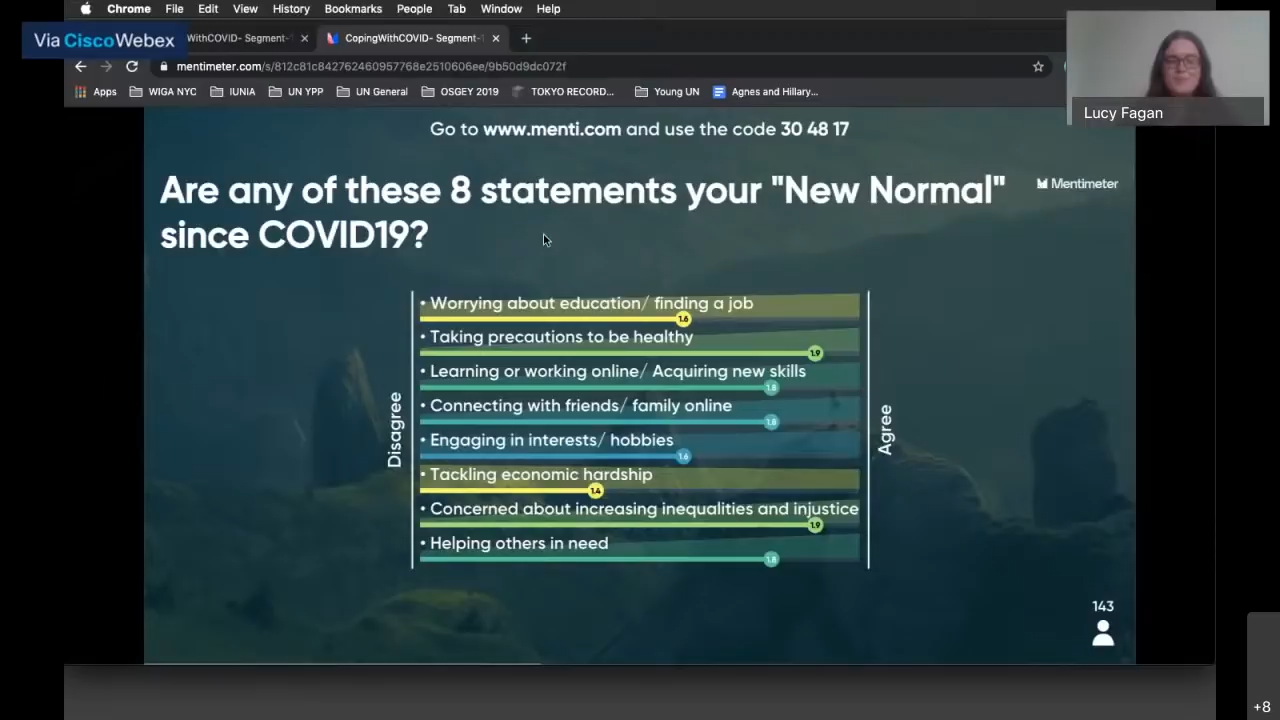 Chrome File Edit View History Bookmarks People Tab Window Help
Via CiscoWebex
WithCOVID- Segment-
CopingWithCOVID- Segment-
mentimeter.com/s/812c81c842762460957768e2510606ee/9b50d9dc072f
Apps WIGA NYC IUNIA UN YPP UN General OSGEY 2019 TOKYO RECORD... Young UN Agnes and Hillary...
Lucy Fagan
Go to www.menti.com and use the code 30 48 17
Mentimeter
Are any of these 8 statements your "New Normal"
since COVID19?
Disagree
• Worrying about education/ finding a job
1.6
• Taking precautions to be healthy
1.9
• Learning or working online/ Acquiring new skills
1.8
• Connecting with friends/ family online
1.8
• Engaging in interests/ hobbies
1.6
• Tackling economic hardship
1.4
• Concerned about increasing inequalities and injustice
1.9
• Helping others in need
1.8
Agree
143
+8